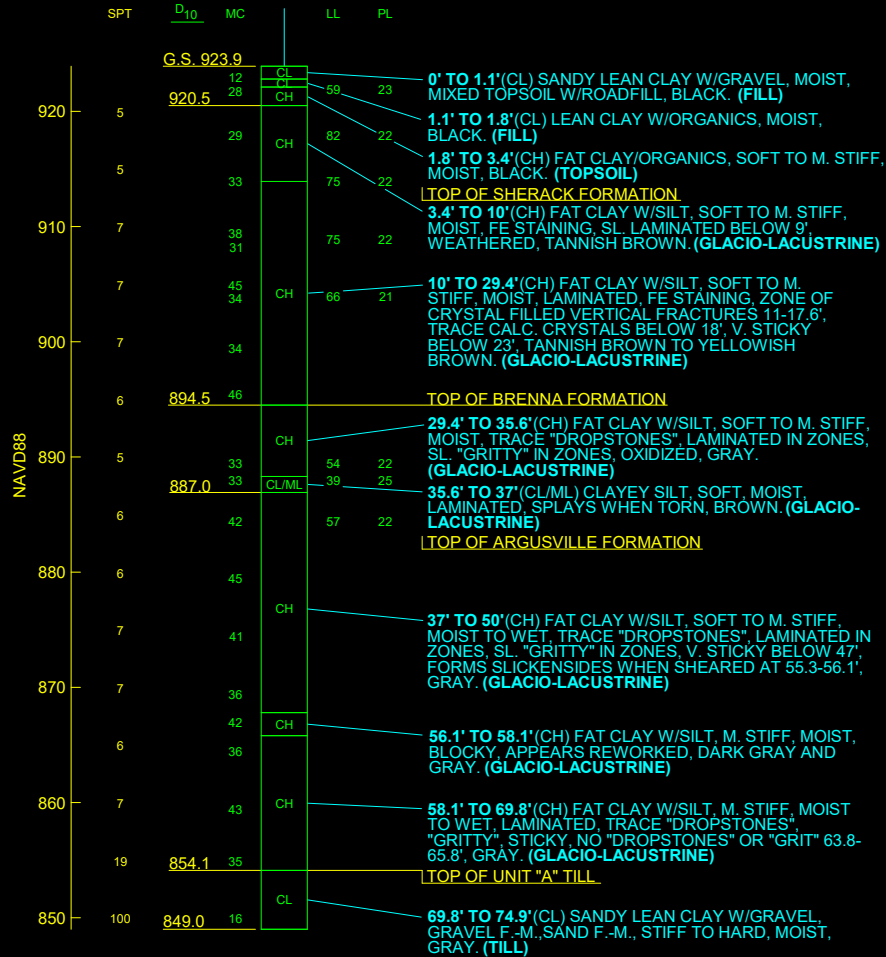 SPT D10 MC LL PL
G.S. 923.9
12
28 59 23
920 920.5
5
29 82 22
5
33 75 22
910
7
38
31 75 22
7
45
34 66 21
900
7
34
6 894.5 46
890
5
33 54 22
887.0 33 39 25
6
42 57 22
880
6
45
7
41
870
7
36
42
6
36
860
7
43
19 854.1 35
850 100 849.0 16
NAVD88
CL
CL
CH
CH
CH
CH
CL/ML
CH
CH
CH
CL
0' TO 1.1'(CL) SANDY LEAN CLAY W/GRAVEL, MOIST,
MIXED TOPSOIL W/ROADFILL, BLACK. (FILL)
1.1' TO 1.8'(CL) LEAN CLAY W/ORGANICS, MOIST,
BLACK. (FILL)
1.8' TO 3.4'(CH) FAT CLAY/ORGANICS, SOFT TO M. STIFF,
MOIST, BLACK. (TOPSOIL)
TOP OF SHERACK FORMATION
3.4' TO 10'(CH) FAT CLAY W/SILT, SOFT TO M. STIFF,
MOIST, FE STAINING, SL. LAMINATED BELOW 9',
WEATHERED, TANNISH BROWN. (GLACIO-LACUSTRINE)
10' TO 29.4'(CH) FAT CLAY W/SILT, SOFT TO M.
STIFF, MOIST, LAMINATED, FE STAINING, ZONE OF
CRYSTAL FILLED VERTICAL FRACTURES 11-17.6',
TRACE CALC. CRYSTALS BELOW 18', V. STICKY
BELOW 23', TANNISH BROWN TO YELLOWISH
BROWN. (GLACIO-LACUSTRINE)
TOP OF BRENNA FORMATION
29.4' TO 35.6'(CH) FAT CLAY W/SILT, SOFT TO M. STIFF,
MOIST, TRACE "DROPSTONES", LAMINATED IN ZONES,
SL. "GRITTY" IN ZONES, OXIDIZED, GRAY.
(GLACIO-LACUSTRINE)
35.6' TO 37'(CL/ML) CLAYEY SILT, SOFT, MOIST,
LAMINATED, SPLAYS WHEN TORN, BROWN. (GLACIO-
LACUSTRINE)
TOP OF ARGUSVILLE FORMATION
37' TO 50'(CH) FAT CLAY W/SILT, SOFT TO M. STIFF,
MOIST TO WET, TRACE "DROPSTONES", LAMINATED IN
ZONES, SL. "GRITTY" IN ZONES, V. STICKY BELOW 47',
FORMS SLICKENSIDES WHEN SHEARED AT 55.3-56.1',
GRAY. (GLACIO-LACUSTRINE)
56.1' TO 58.1'(CH) FAT CLAY W/SILT, M. STIFF, MOIST,
BLOCKY, APPEARS REWORKED, DARK GRAY AND
GRAY. (GLACIO-LACUSTRINE)
58.1' TO 69.8'(CH) FAT CLAY W/SILT, M. STIFF, MOIST
TO WET, LAMINATED, TRACE "DROPSTONES",
"GRITTY", STICKY, NO "DROPSTONES" OR "GRIT" 63.8-
65.8', GRAY. (GLACIO-LACUSTRINE)
TOP OF UNIT "A" TILL
69.8' TO 74.9'(CL) SANDY LEAN CLAY W/GRAVEL,
GRAVEL F.-M.,SAND F.-M., STIFF TO HARD, MOIST,
GRAY. (TILL)